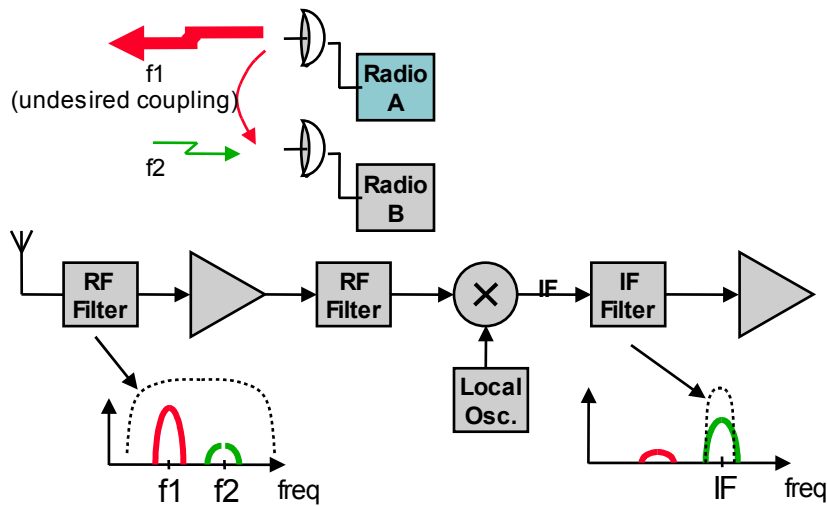 f1
(undesired coupling)
f2
Radio
A
Radio
B
RF
Filter
RF
Filter
IF
IF
Filter
Local
Osc.
f1
f2
freq
IF
freq